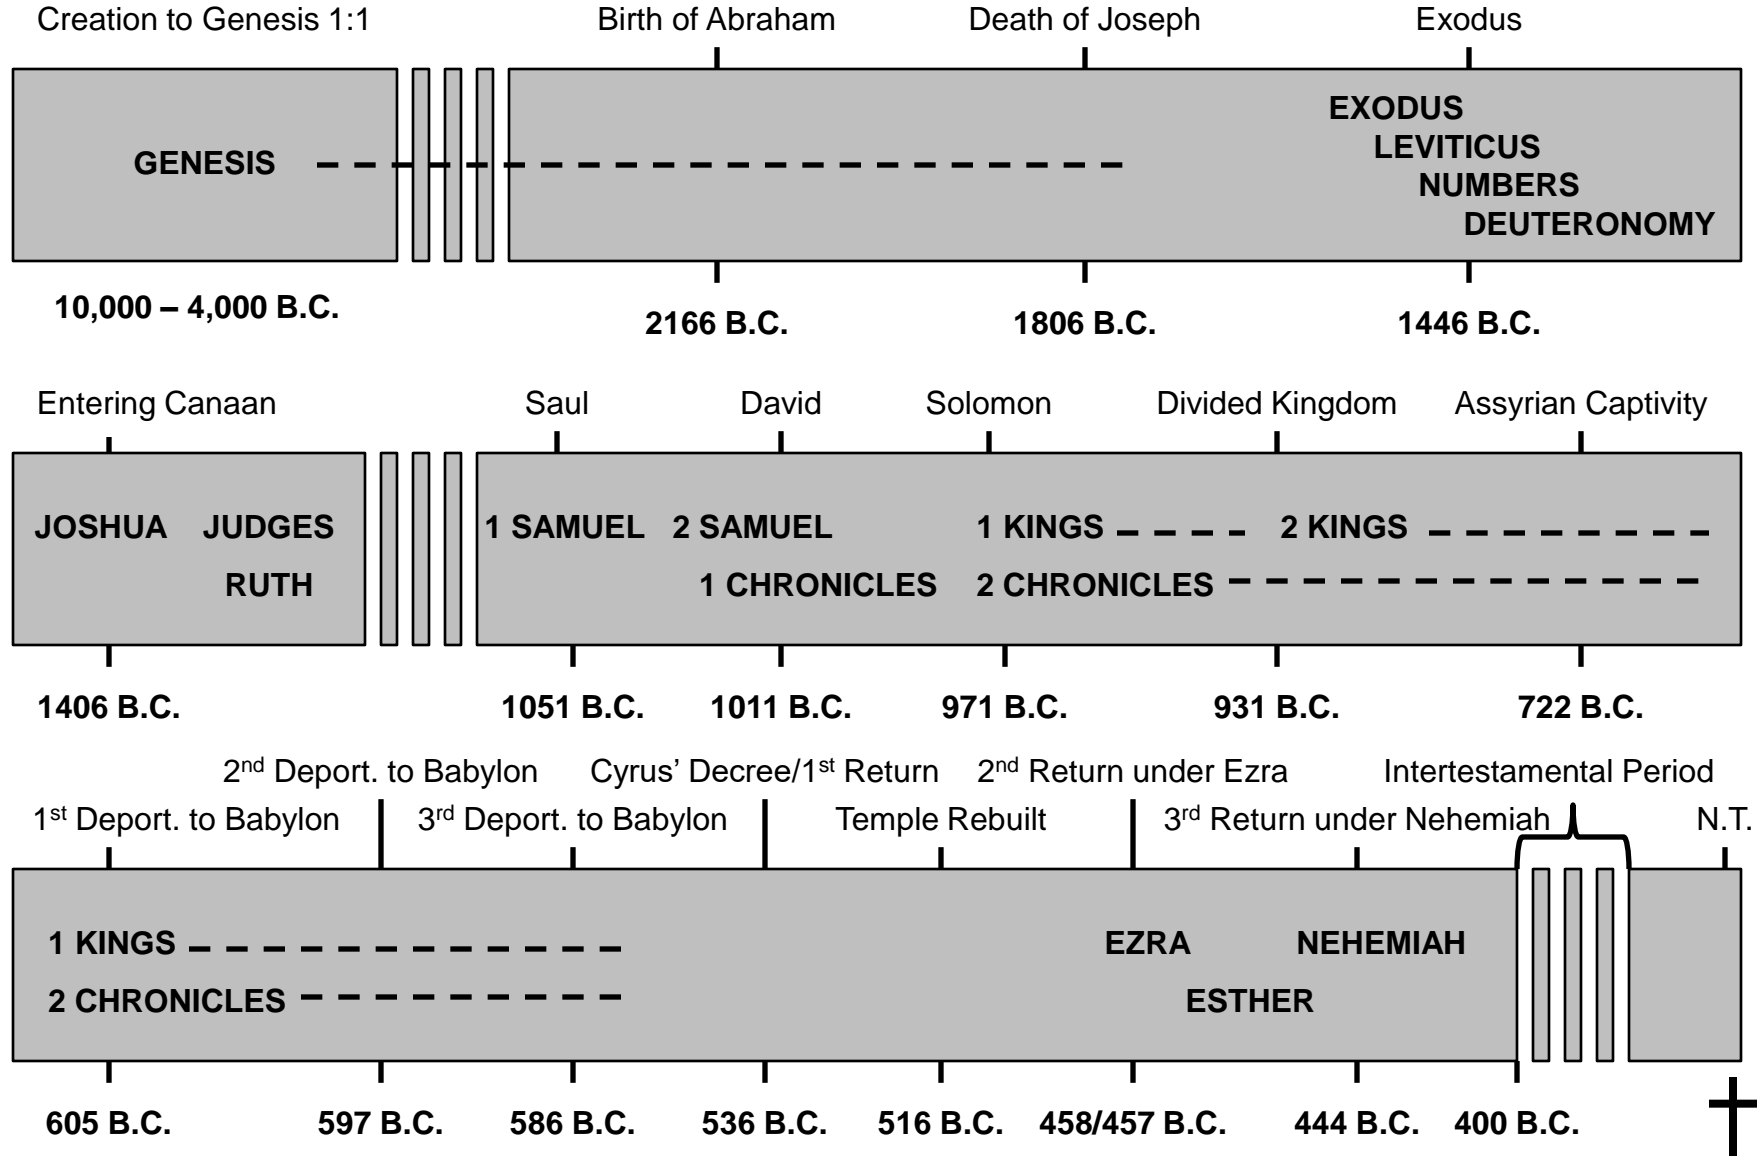 Creation to Genesis 1:1 Birth of Abraham Death of Joseph Exodus
EXODUS
LEVITICUS
GENESIS
NUMBERS
DEUTERONOMY
10,000 – 4,000 B.C. 2166 B.C. 1806 B.C. 1446 B.C.
Entering Canaan Saul David Solomon Divided Kingdom Assyrian Captivity
JOSHUA JUDGES 1 SAMUEL 2 SAMUEL 1 KINGS 2 KINGS
RUTH 1 CHRONICLES 2 CHRONICLES
1406 B.C. 1051 B.C. 1011 B.C. 971 B.C. 931 B.C. 722 B.C.
2nd Deport. to Babylon Cyrus’ Decree/1st Return 2nd Return under Ezra Intertestamental Period
1st Deport. to Babylon 3rd Deport. to Babylon Temple Rebuilt 3rd Return under Nehemiah N.T.
1 KINGS EZRA NEHEMIAH
2 CHRONICLES ESTHER
605 B.C. 597 B.C. 586 B.C. 536 B.C. 516 B.C. 458/457 B.C. 444 B.C. 400 B.C.